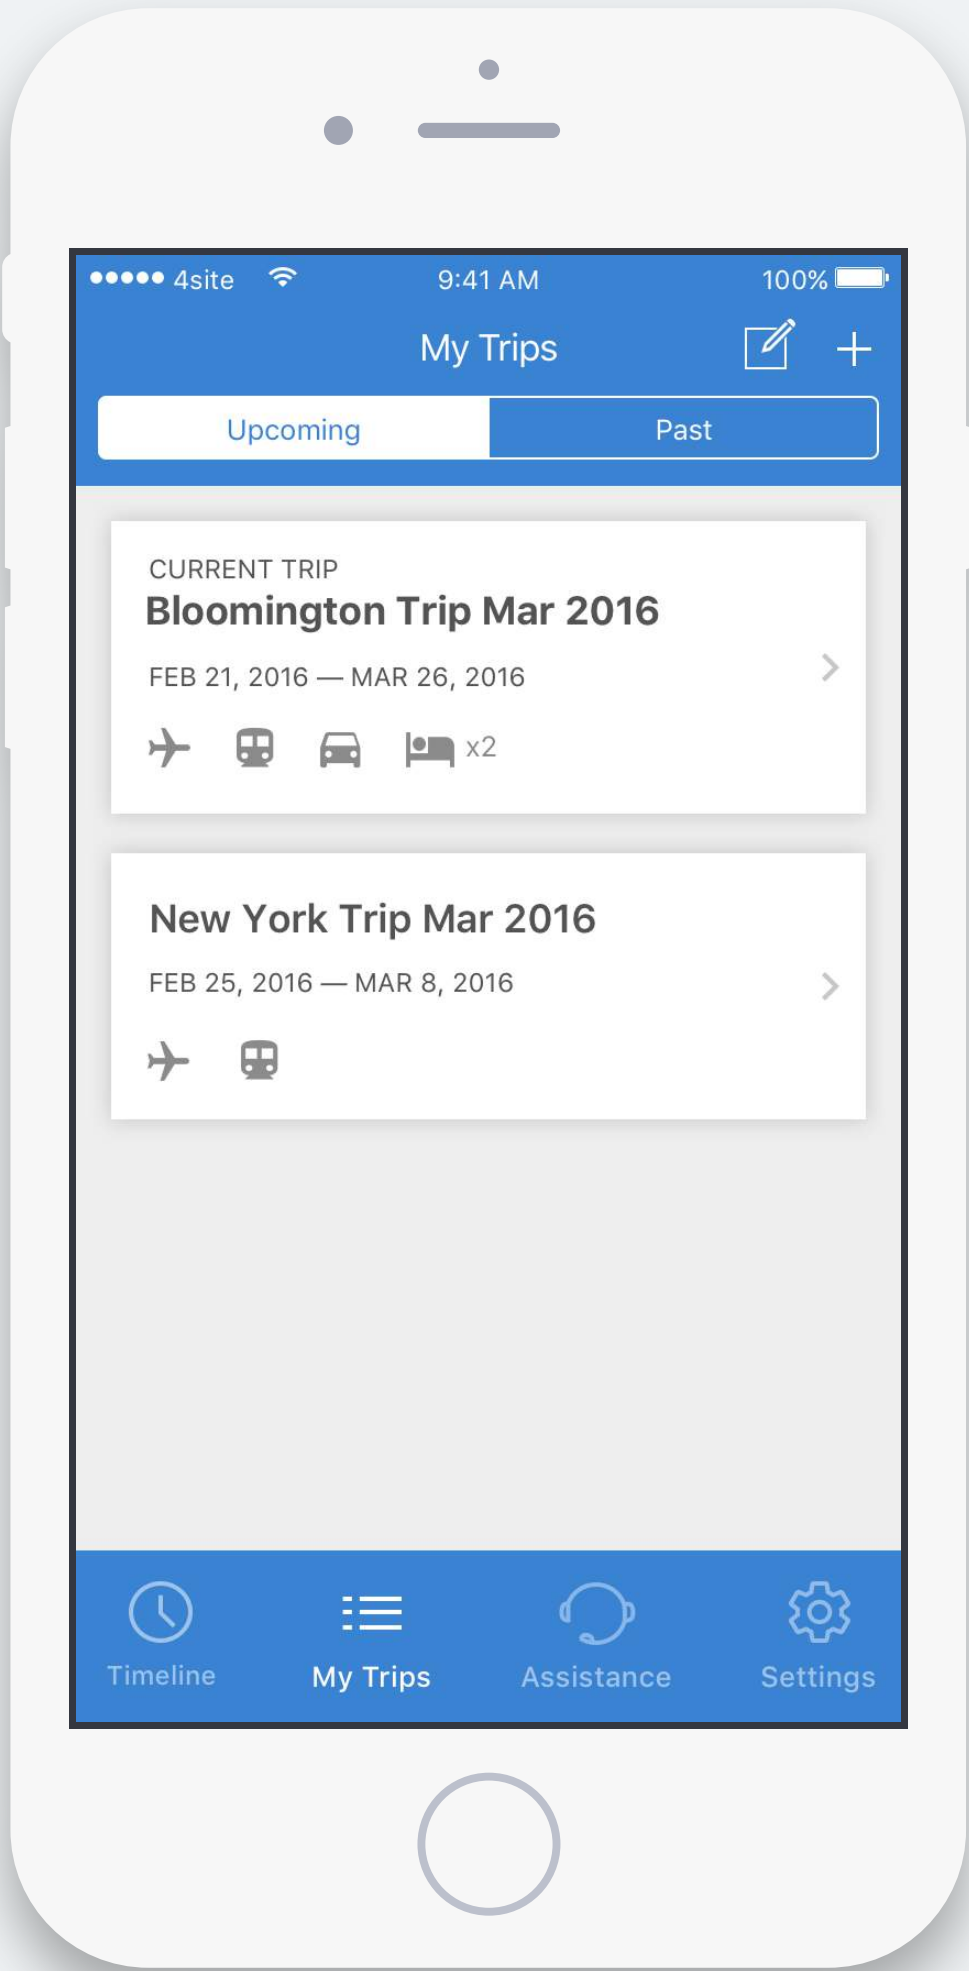 4site 9:41 AM 100%
My Trips
Upcoming Past
CURRENT TRIP
Bloomington Trip Mar 2016
FEB 21, 2016 — MAR 26, 2016
x2
New York Trip Mar 2016
FEB 25, 2016 — MAR 8, 2016
Timeline My Trips Assistance Settings